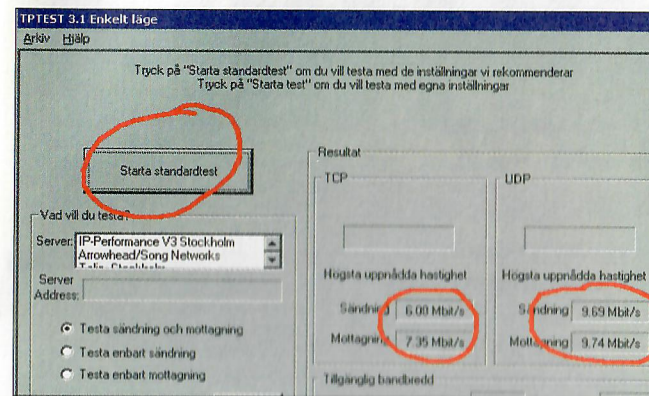 TPTEST 3.1 Enkelt läge
Arkiv Hjälp
Tryck på "Starta standardtest" om du vill testa med de inställningar vi rekommenderar
Tryck på "Starta test" om du vill testa med egna inställningar
Starta standardtest
Vad vill du testa?
Server: IP-Performance V3 Stockholm
Arrowhead/Song Networks
Telia, Stockholm
Server
Address:
Testa sändning och mottagning
Testa enbart sändning
Testa enbart mottagning
Resultat
TCP
Högsta uppnådda hastighet
Sändning 6.00 Mbit/s
Mottagning 7.35 Mbit/s
UDP
Högsta uppnådda hastighet
Sändning 9.69 Mbit/s
Mottagning 9.74 Mbit/s
Tillgänglig bandbredd